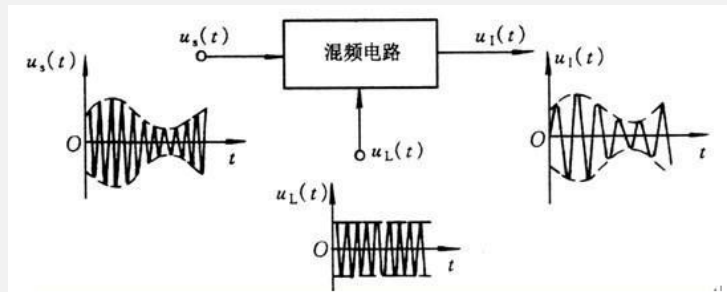 u_s(t)
混频电路
u_I(t)
u_s(t)
u_I(t)
O
t
u_L(t)
O
t
u_L(t)
O
t